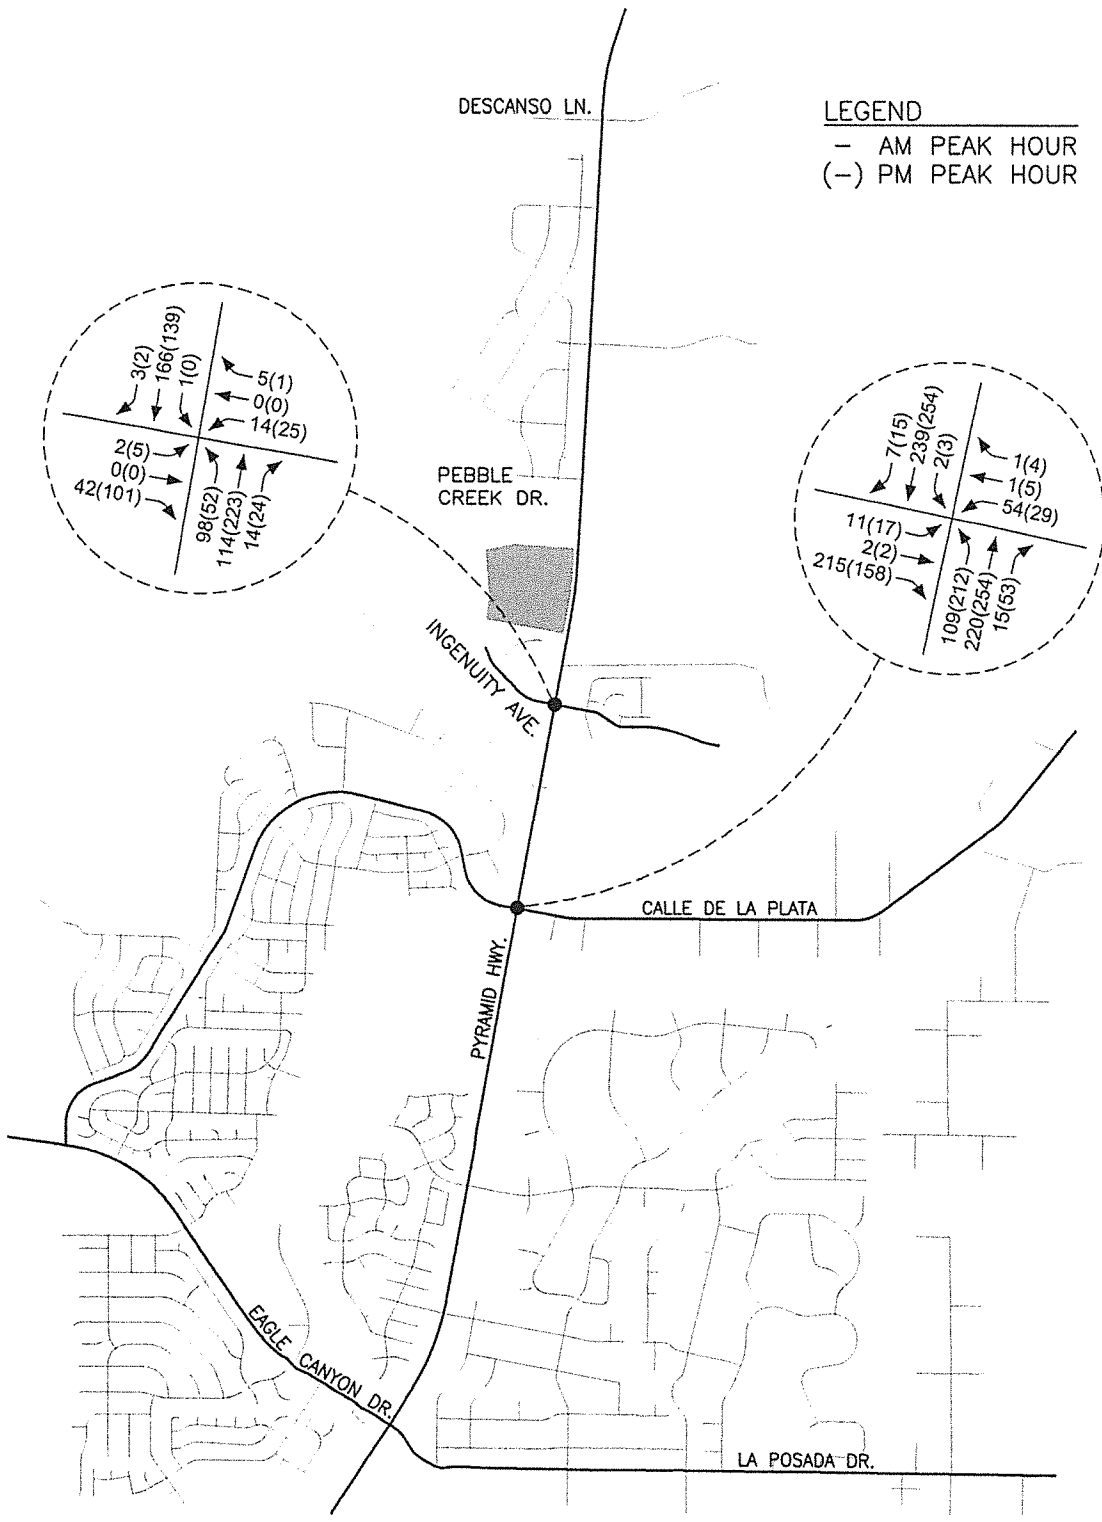 DESCANSO LN.
LEGEND
– AM PEAK HOUR
(–) PM PEAK HOUR
3(2)
166(139)
1(0)
5(1)
0(0)
14(25)
2(5)
0(0)
42(101)
98(52)
114(223)
14(24)
7(15)
239(254)
2(3)
1(4)
1(5)
54(29)
11(17)
2(2)
215(158)
109(212)
220(254)
15(53)
PEBBLE
CREEK DR.
INGENUITY AVE.
CALLE DE LA PLATA
PYRAMID HWY.
EAGLE CANYON DR.
LA POSADA DR.